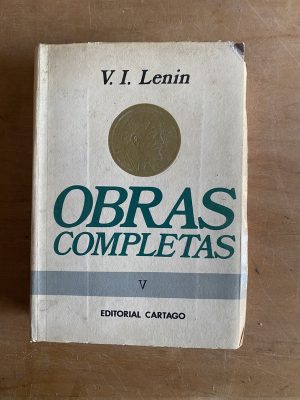 V. I. Lenin
OBRAS
COMPLETAS
V
EDITORIAL CARTAGO